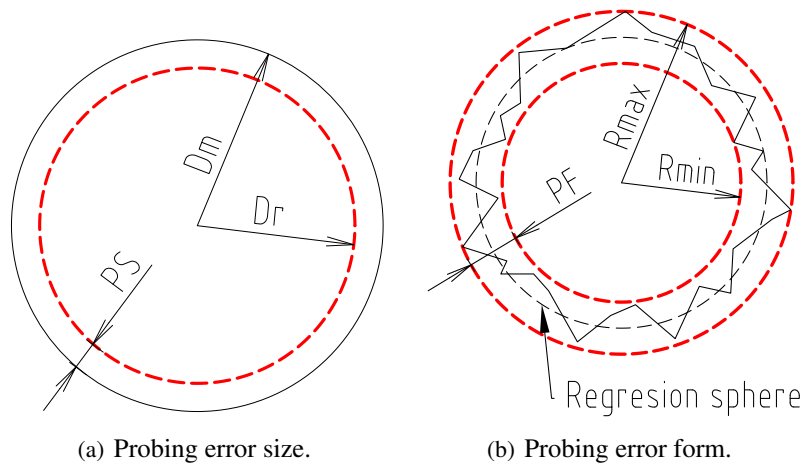 Dm
Dr
PS
Rmax
Rmin
PF
Regresion sphere
(a) Probing error size.
(b) Probing error form.